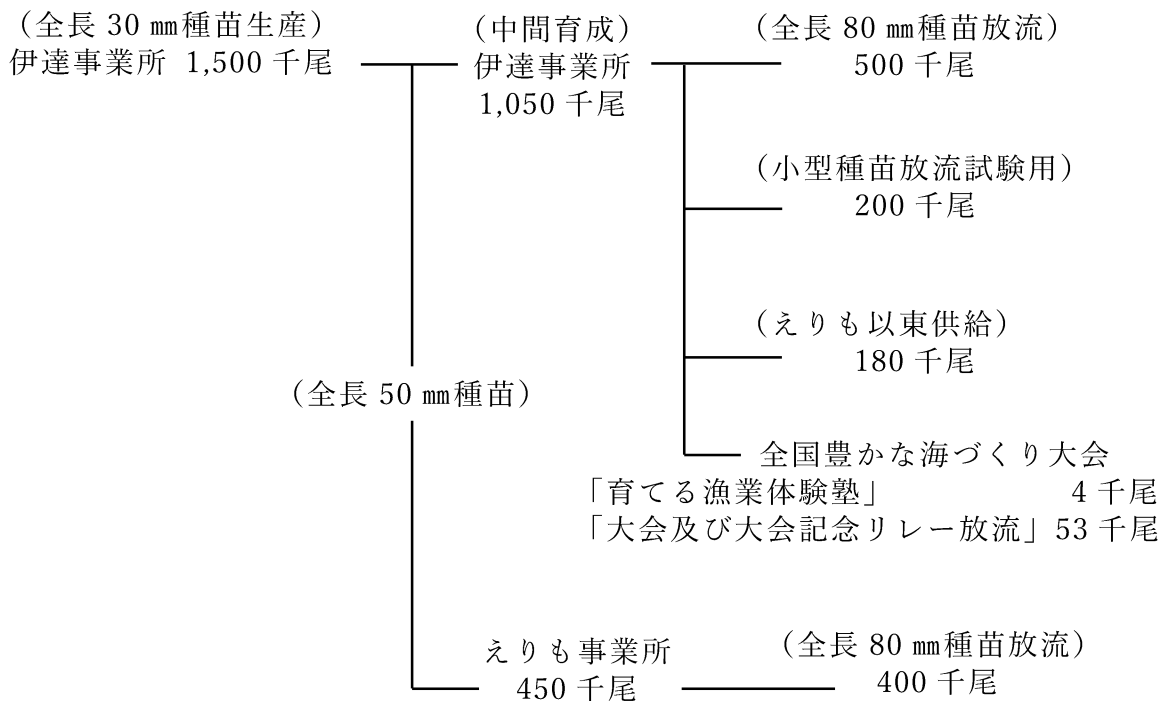 (全長 30 ㎜種苗生産)
伊達事業所 1,500 千尾
(中間育成)
伊達事業所
1,050 千尾
(全長 80 ㎜種苗放流)
500 千尾
(小型種苗放流試験用)
200 千尾
(えりも以東供給)
180 千尾
(全長 50 ㎜種苗)
全国豊かな海づくり大会
「育てる漁業体験塾」 4 千尾
「大会及び大会記念リレー放流」53 千尾
えりも事業所
450 千尾
(全長 80 ㎜種苗放流)
400 千尾